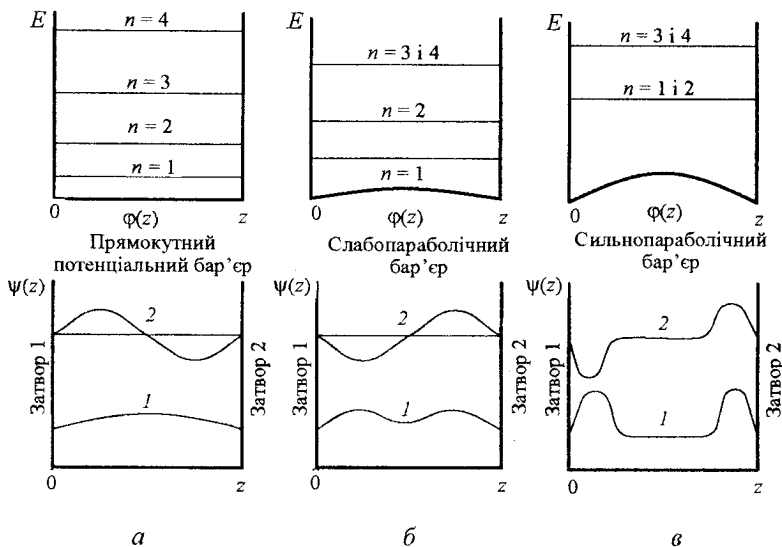 E
n = 4
n = 3
n = 2
n = 1
0
φ(z)
z
Прямокутний
потенціальний бар’єр
E
n = 3 і 4
n = 2
n = 1
0
φ(z)
z
Слабопараболічний
бар’єр
E
n = 3 і 4
n = 1 і 2
0
φ(z)
z
Сильнопараболічний
бар’єр
ψ(z)
Затвор 1
2
1
Затвор 2
0
z
а
ψ(z)
Затвор 1
2
1
Затвор 2
0
z
б
ψ(z)
Затвор 1
2
1
Затвор 2
0
z
в